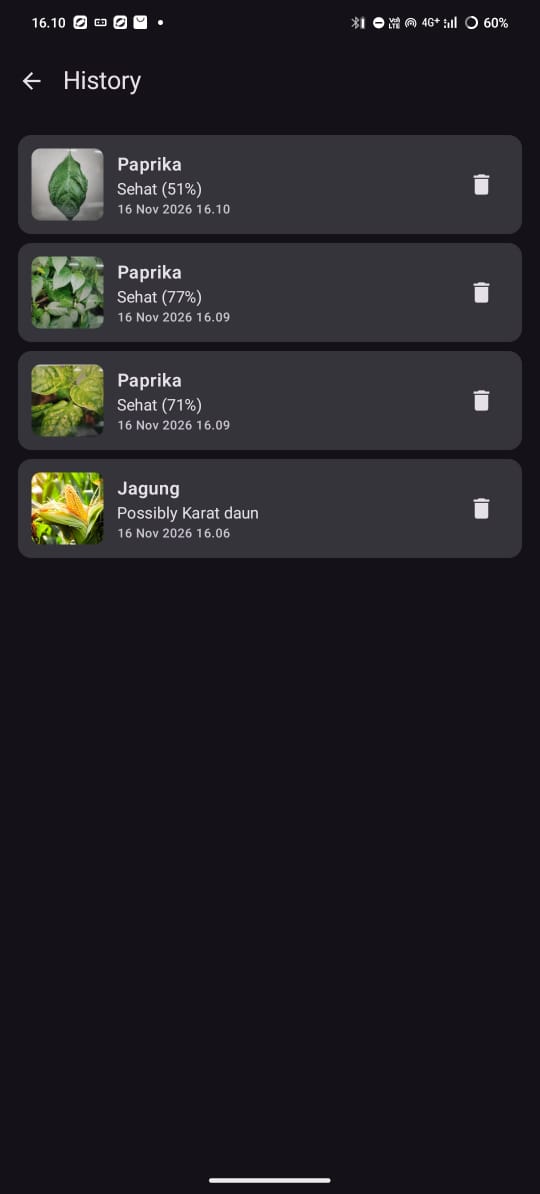 16.10
4G+
60%
History
Paprika
Sehat (51%)
16 Nov 2026 16.10
Paprika
Sehat (77%)
16 Nov 2026 16.09
Paprika
Sehat (71%)
16 Nov 2026 16.09
Jagung
Possibly Karat daun
16 Nov 2026 16.06